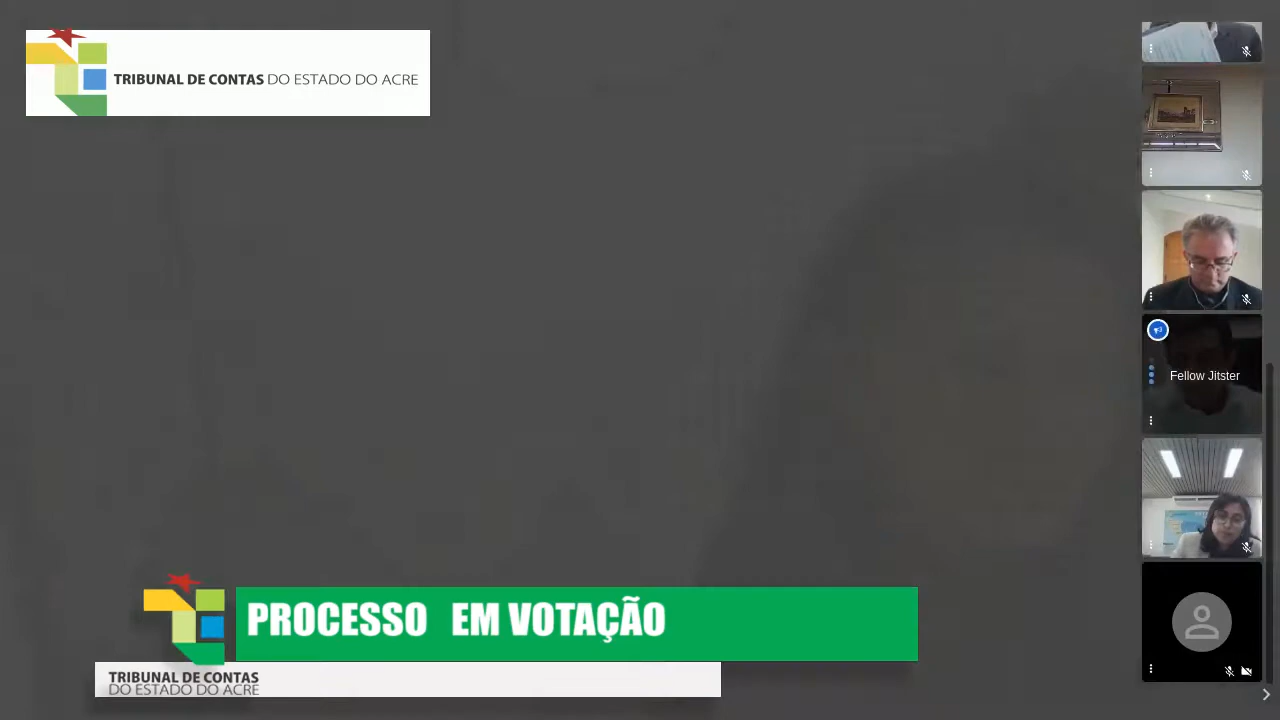 TRIBUNAL DE CONTAS DO ESTADO DO ACRE
Fellow Jitster
PROCESSO EM VOTAÇÃO
TRIBUNAL DE CONTAS
DO ESTADO DO ACRE